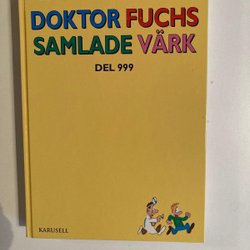 DOKTOR FUCHS
SAMLADE VÄRK
DEL 999
KARUSELL